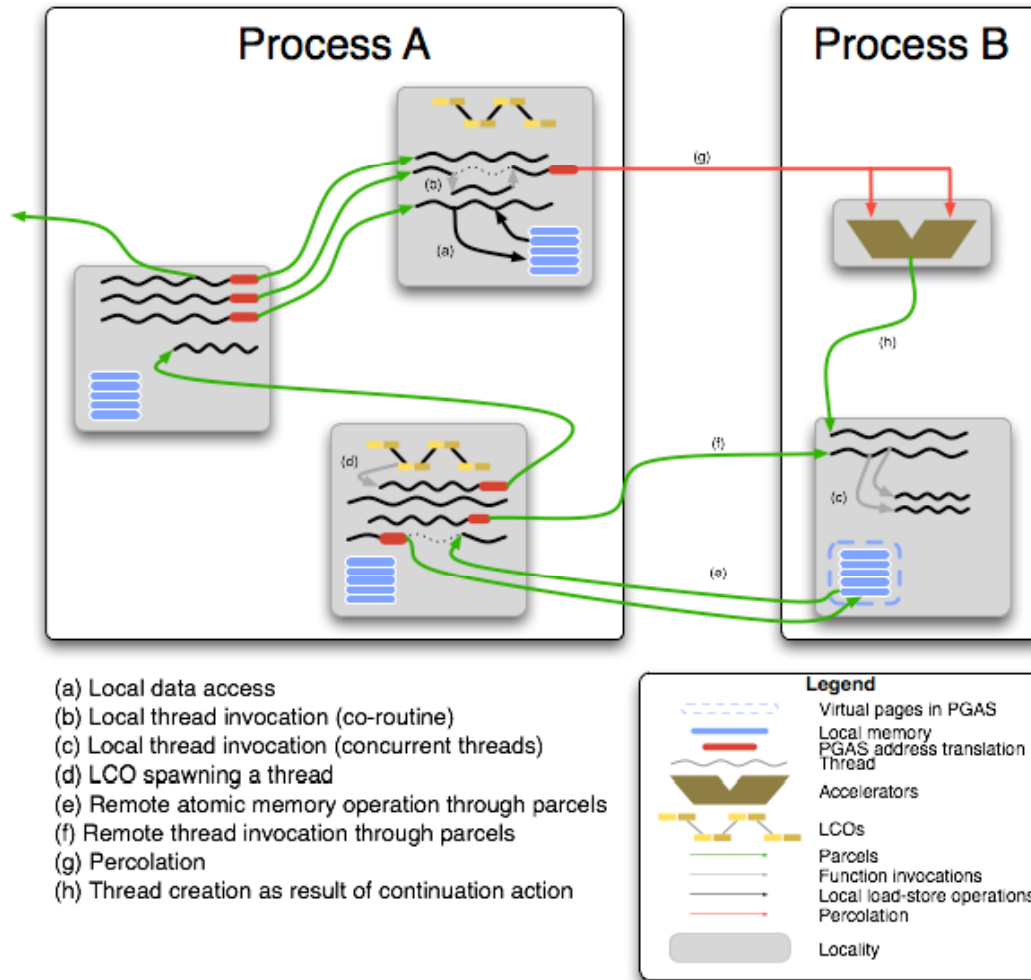 Process A
Process B
(g)
(b)
(a)
(h)
(d)
(f)
(c)
(e)
(a) Local data access
(b) Local thread invocation (co-routine)
(c) Local thread invocation (concurrent threads)
(d) LCO spawning a thread
(e) Remote atomic memory operation through parcels
(f) Remote thread invocation through parcels
(g) Percolation
(h) Thread creation as result of continuation action
Legend
Virtual pages in PGAS
Local memory
PGAS address translation
Thread
Accelerators
LCOs
Parcels
Function invocations
Local load-store operations
Percolation
Locality